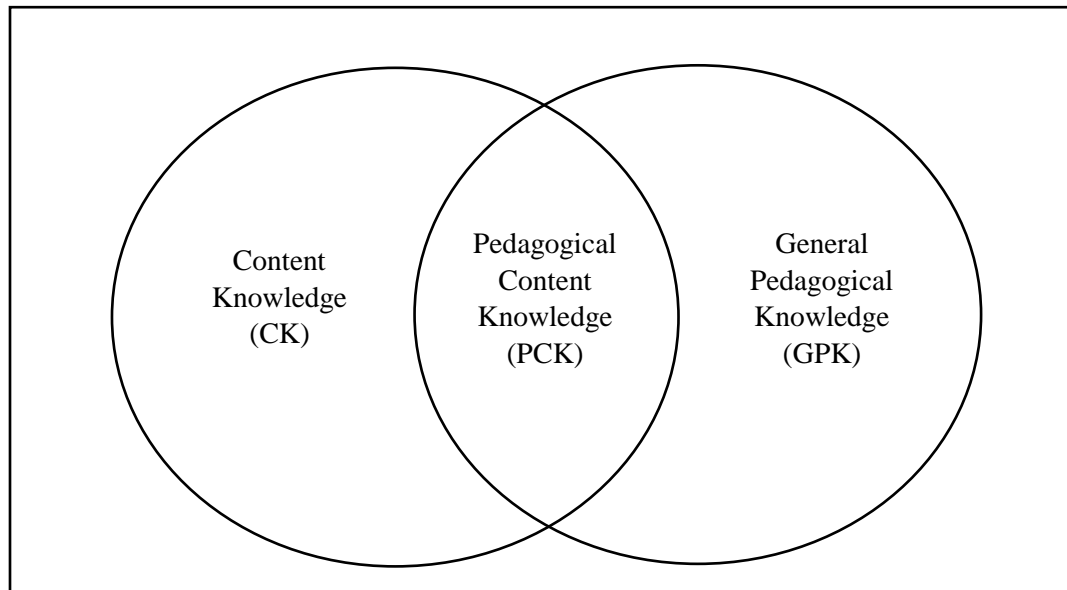 Content
Knowledge
(CK)
Pedagogical
Content
Knowledge
(PCK)
General
Pedagogical
Knowledge
(GPK)